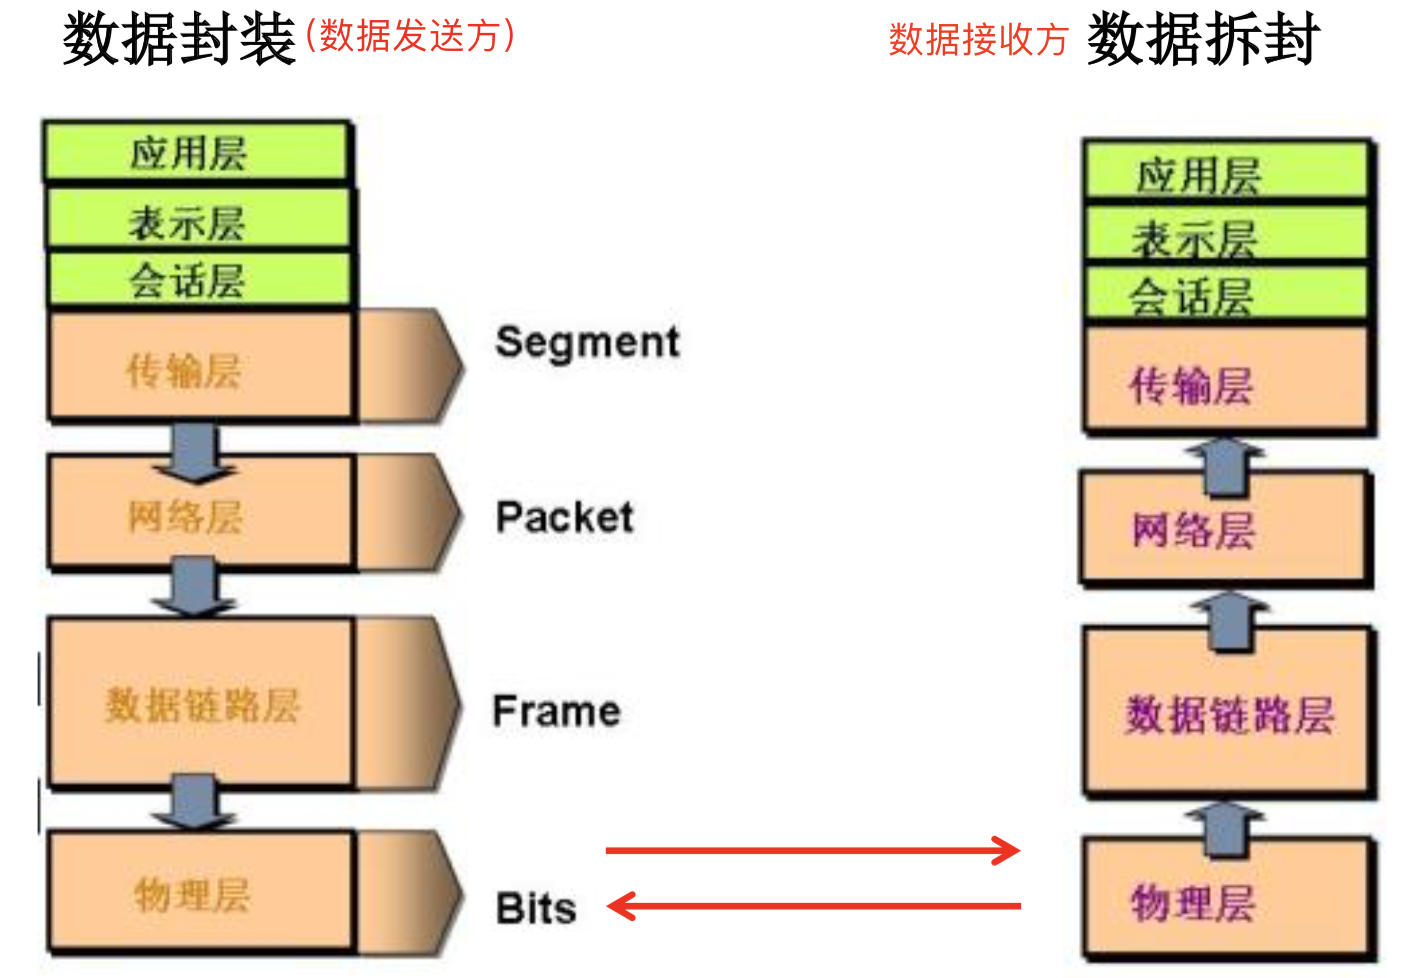 数据封装(数据发送方)
数据接收方 数据拆封
应用层
表示层
会话层
传输层
Segment
网络层
Packet
数据链路层
Frame
物理层
Bits
应用层
表示层
会话层
传输层
网络层
数据链路层
物理层